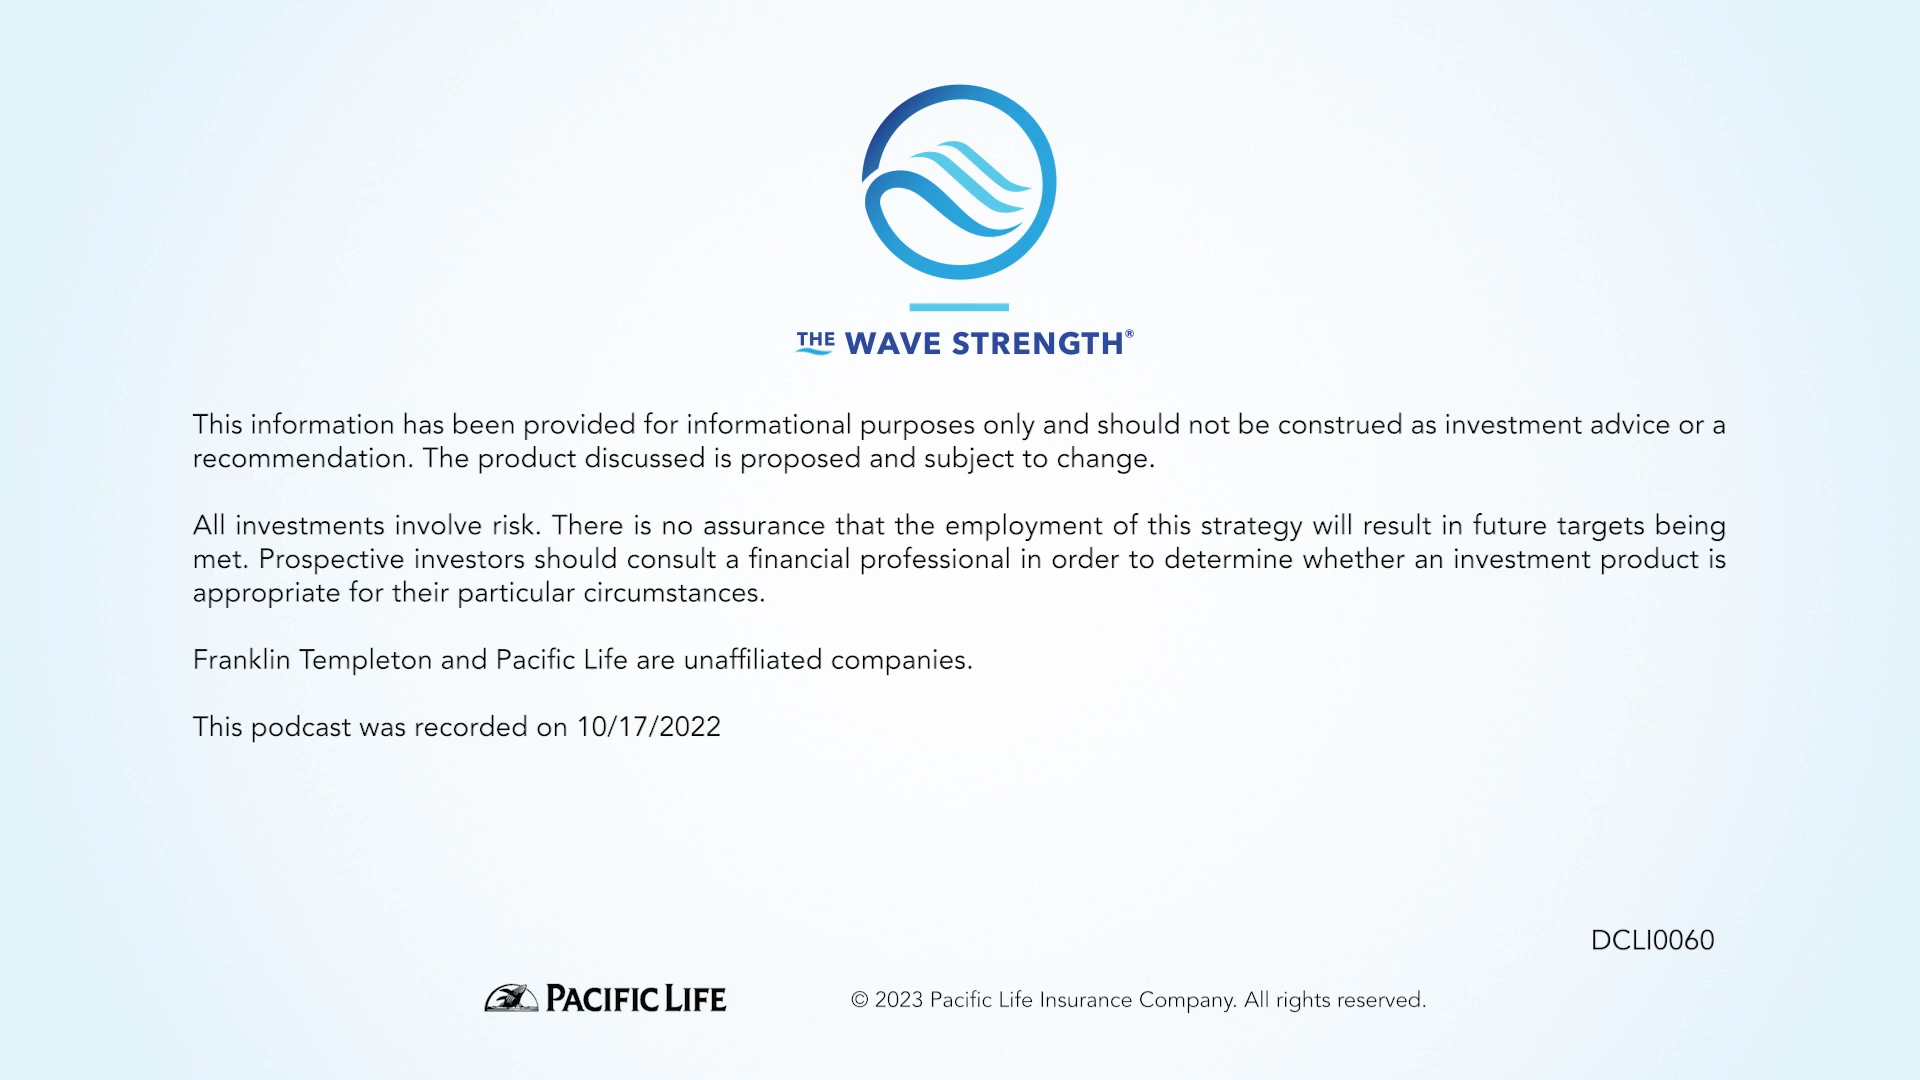 THE WAVE STRENGTH®
This information has been provided for informational purposes only and should not be construed as investment advice or a
recommendation. The product discussed is proposed and subject to change.
All investments involve risk. There is no assurance that the employment of this strategy will result in future targets being
met. Prospective investors should consult a financial professional in order to determine whether an investment product is
appropriate for their particular circumstances.
Franklin Templeton and Pacific Life are unaffiliated companies.
This podcast was recorded on 10/17/2022
DCLI0060
PACIFIC LIFE
© 2023 Pacific Life Insurance Company. All rights reserved.